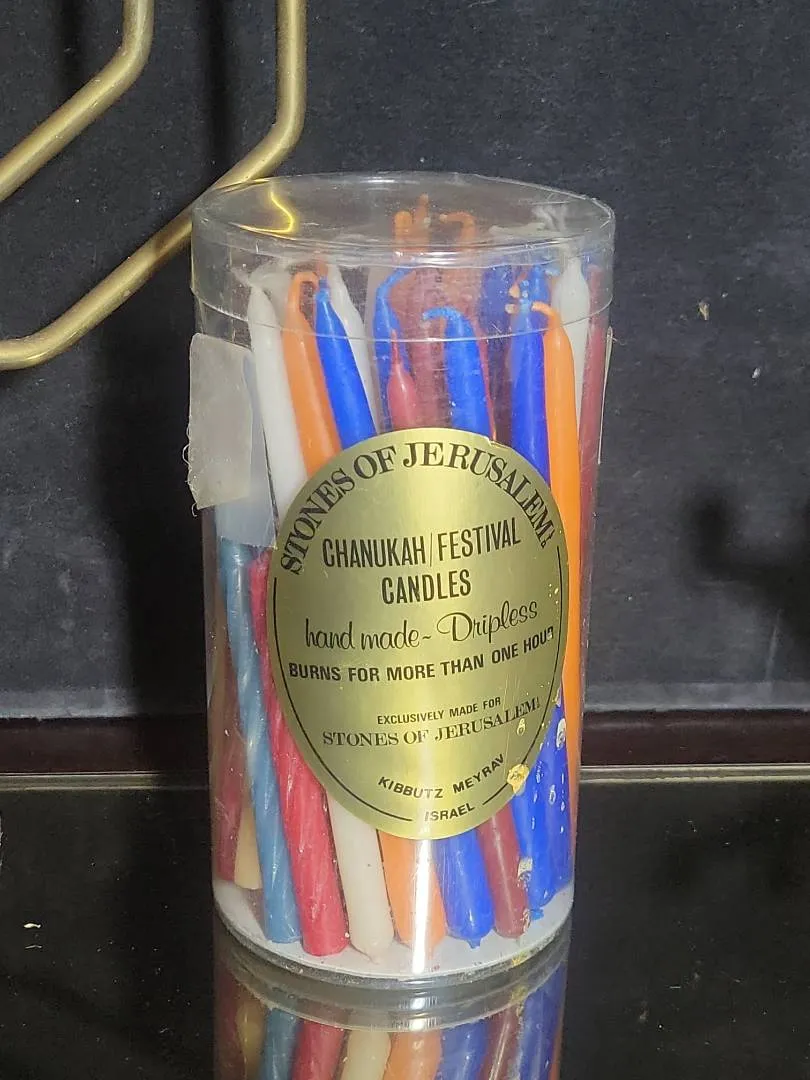 STONES OF JERUSALEM!
CHANUKAH/FESTIVAL
CANDLES
hand made~Dripless
BURNS FOR MORE THAN ONE HOUR
EXCLUSIVELY MADE FOR
STONES OF JERUSALEM!
KIBBUTZ MEYRAV
ISRAEL